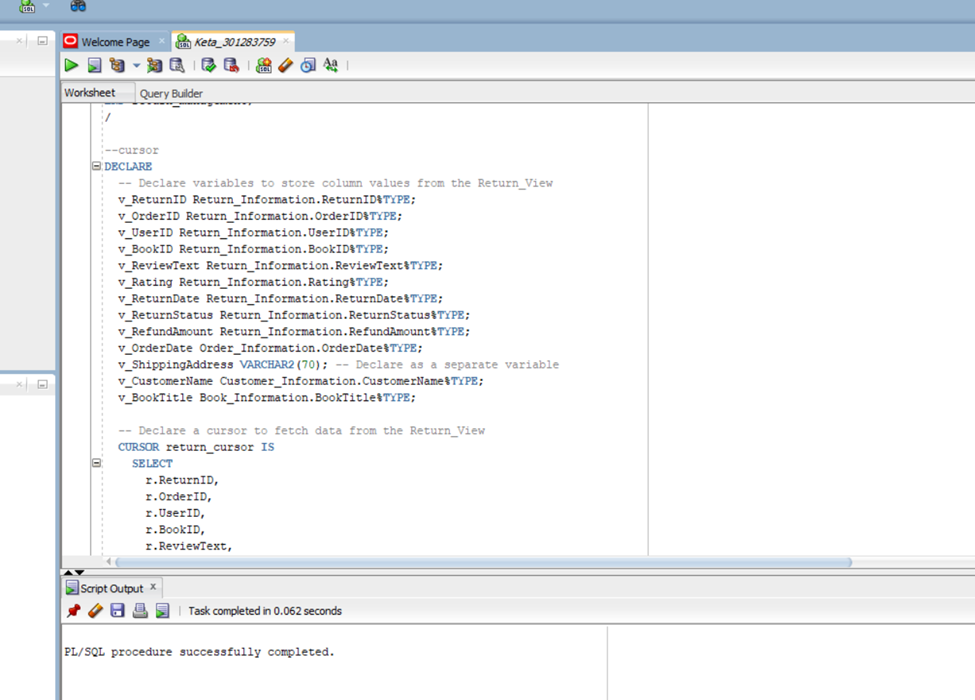 Welcome Page
Keta_301283759
Worksheet
Query Builder
/
--cursor
DECLARE
-- Declare variables to store column values from the Return_View
v_ReturnID Return_Information.ReturnID%TYPE;
v_OrderID Return_Information.OrderID%TYPE;
v_UserID Return_Information.UserID%TYPE;
v_BookID Return_Information.BookID%TYPE;
v_ReviewText Return_Information.ReviewText%TYPE;
v_Rating Return_Information.Rating%TYPE;
v_ReturnDate Return_Information.ReturnDate%TYPE;
v_ReturnStatus Return_Information.ReturnStatus%TYPE;
v_RefundAmount Return_Information.RefundAmount%TYPE;
v_OrderDate Order_Information.OrderDate%TYPE;
v_ShippingAddress VARCHAR2(70); -- Declare as a separate variable
v_CustomerName Customer_Information.CustomerName%TYPE;
v_BookTitle Book_Information.BookTitle%TYPE;
-- Declare a cursor to fetch data from the Return_View
CURSOR return_cursor IS
SELECT
r.ReturnID,
r.OrderID,
r.UserID,
r.BookID,
r.ReviewText,
Script Output
Task completed in 0.062 seconds
PL/SQL procedure successfully completed.